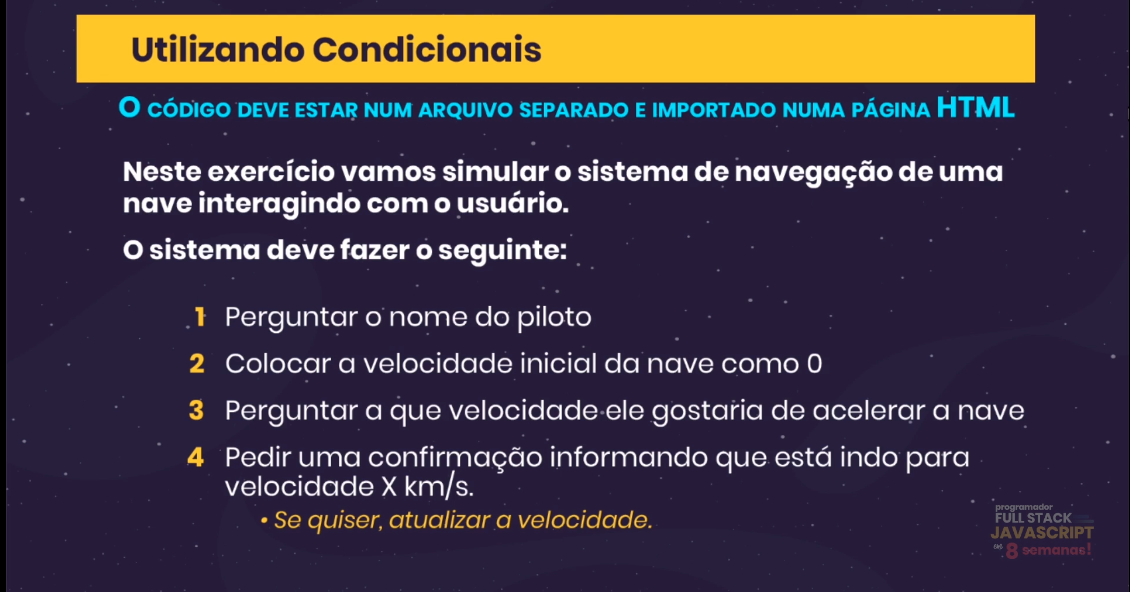 Utilizando Condicionais
O CÓDIGO DEVE ESTAR NUM ARQUIVO SEPARADO E IMPORTADO NUMA PÁGINA HTML
Neste exercício vamos simular o sistema de navegação de uma
nave interagindo com o usuário.
O sistema deve fazer o seguinte:
1 Perguntar o nome do piloto
2 Colocar a velocidade inicial da nave como 0
3 Perguntar a que velocidade ele gostaria de acelerar a nave
4 Pedir uma confirmação informando que está indo para
velocidade X km/s.
• Se quiser, atualizar a velocidade.
programador
FULL STACK
JAVASCRIPT
em 8 semanas!